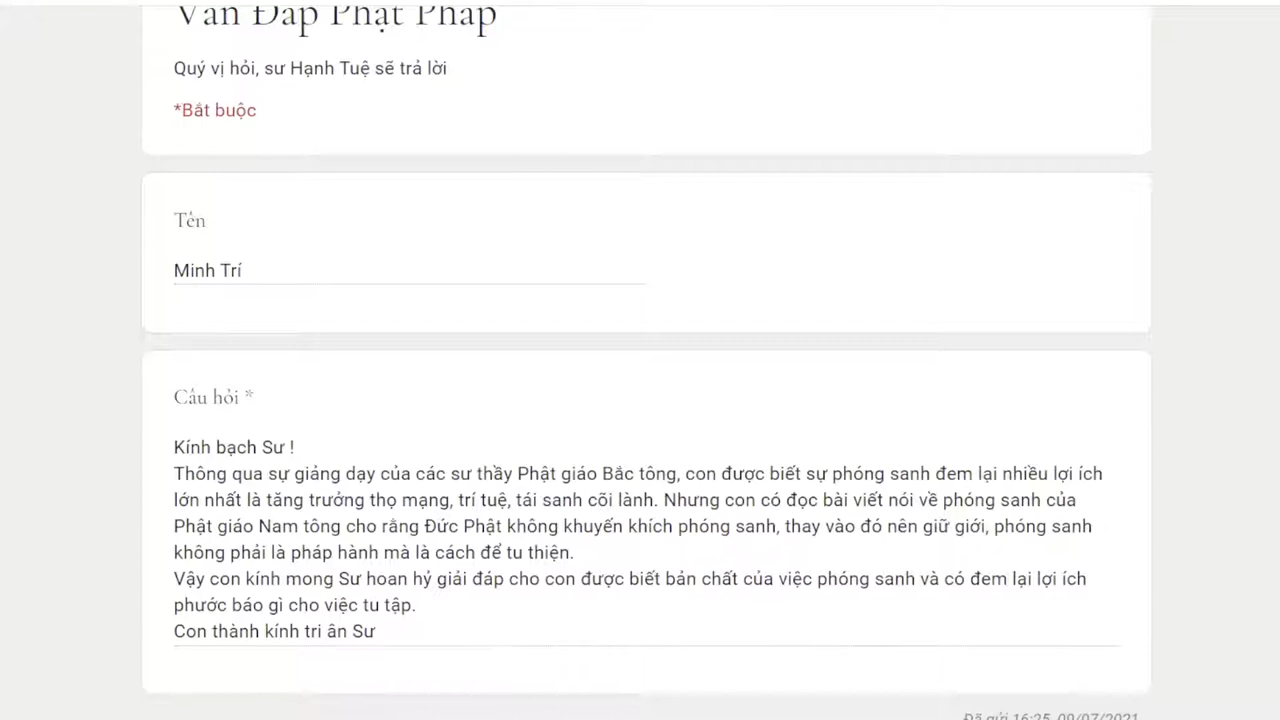 Vấn Đáp Phật Pháp
Quý vị hỏi, sư Hạnh Tuệ sẽ trả lời
*Bắt buộc
Tên
Minh Trí
Câu hỏi *
Kính bạch Sư !
Thông qua sự giảng dạy của các sư thầy Phật giáo Bắc tông, con được biết sự phóng sanh đem lại nhiều lợi ích
lớn nhất là tăng trưởng thọ mạng, trí tuệ, tái sanh cõi lành. Nhưng con có đọc bài viết nói về phóng sanh của
Phật giáo Nam tông cho rằng Đức Phật không khuyến khích phóng sanh, thay vào đó nên giữ giới, phóng sanh
không phải là pháp hành mà là cách để tu thiện.
Vậy con kính mong Sư hoan hỷ giải đáp cho con được biết bản chất của việc phóng sanh và có đem lại lợi ích
phước báo gì cho việc tu tập.
Con thành kính tri ân Sư
Đã gửi 16:25, 09/07/2021